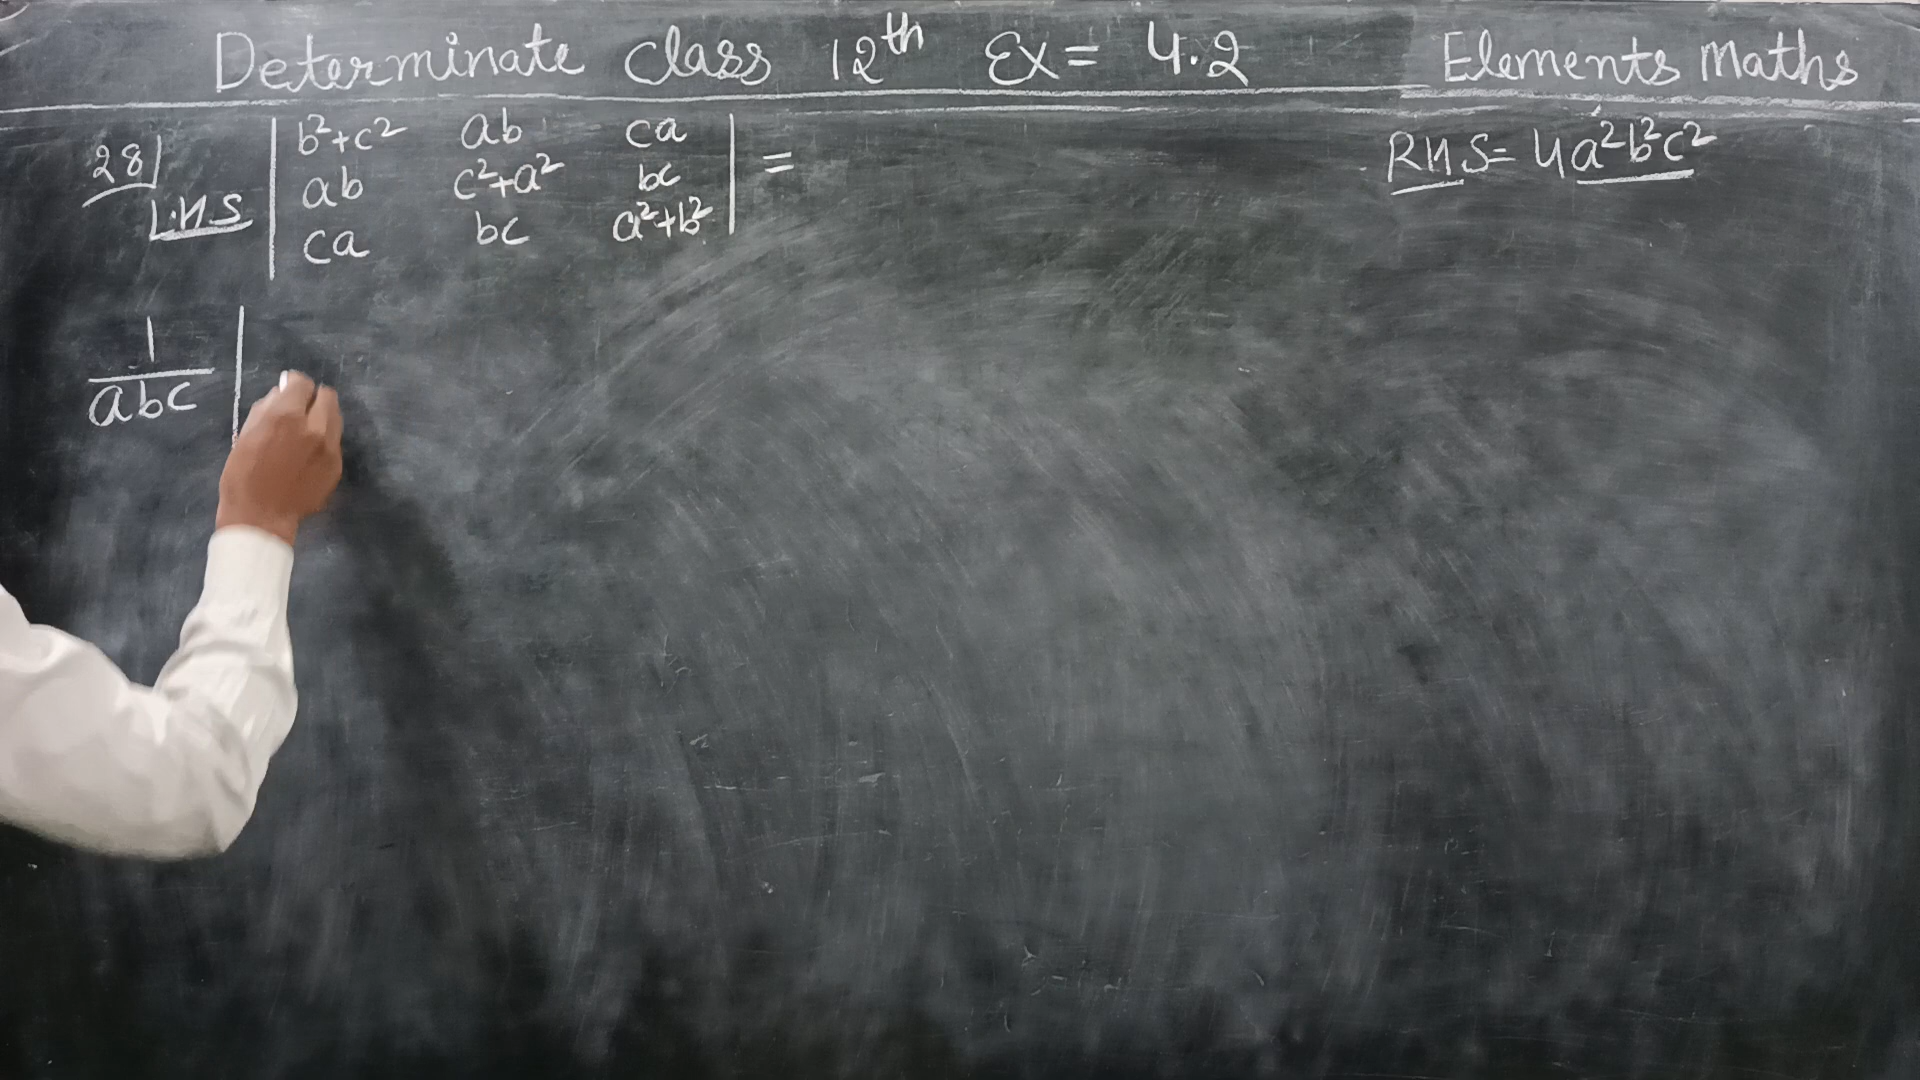 Determinate class 12th Ex = 4.2 Elements Maths
28| L.H.S | b²+c² ab ca | = RHS = 4a²b²c²
| ab c²+a² bc |
| ca bc a²+b² |
1/abc |